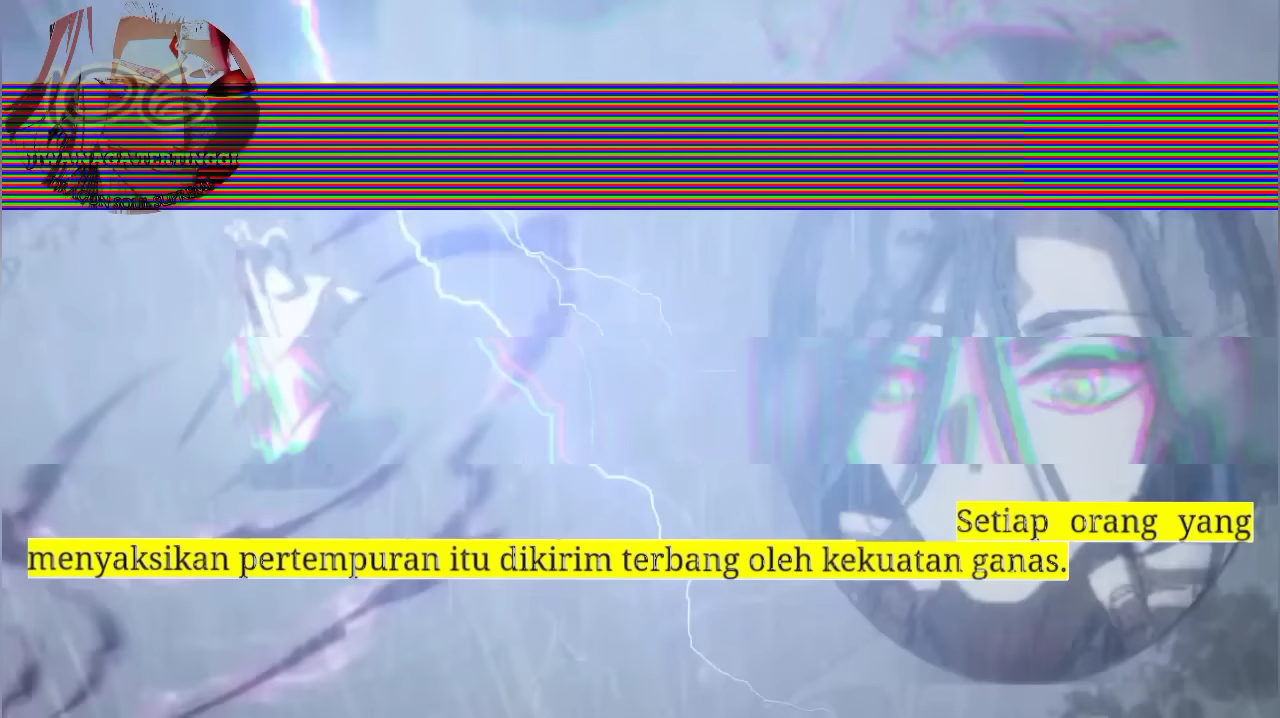 Setiap orang yang
menyaksikan pertempuran itu dikirim terbang oleh kekuatan ganas.